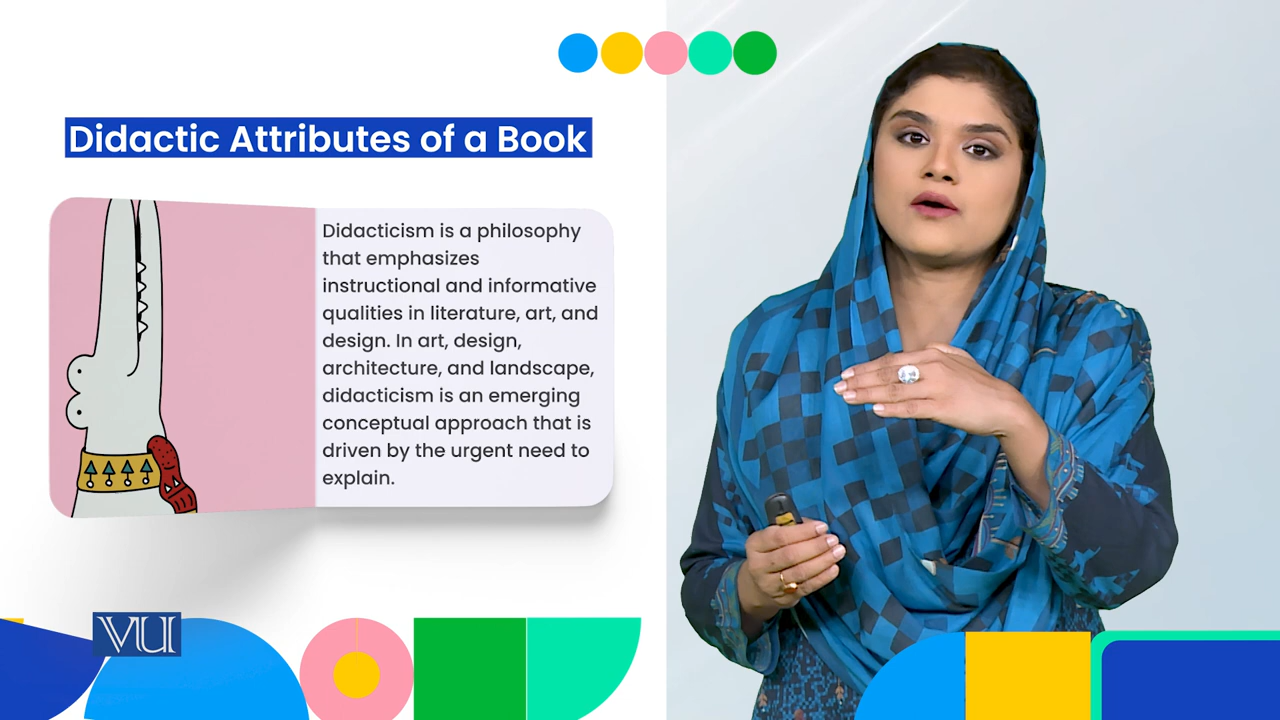 Didactic Attributes of a Book
Didacticism is a philosophy
that emphasizes
instructional and informative
qualities in literature, art, and
design. In art, design,
architecture, and landscape,
didacticism is an emerging
conceptual approach that is
driven by the urgent need to
explain.
VU